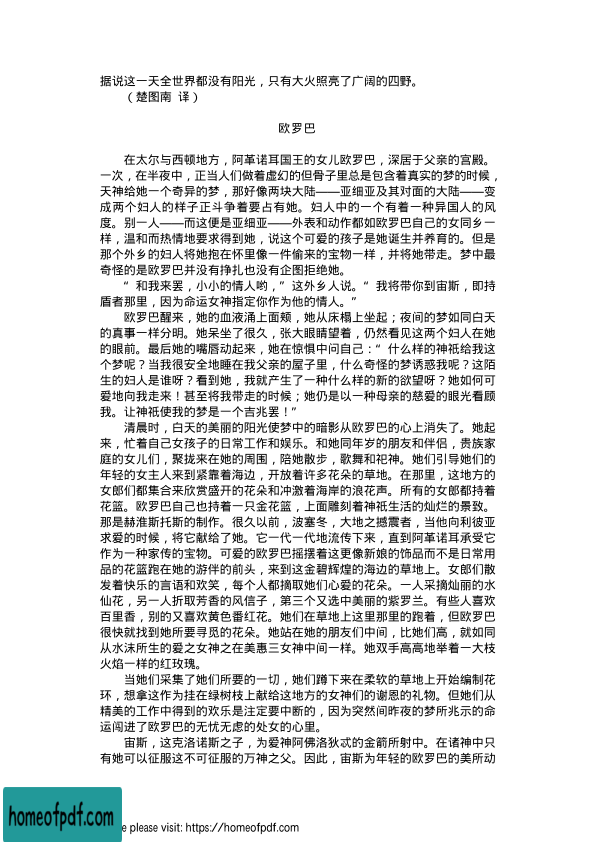 据说这一天全世界都没有阳光，只有大火照亮了广阔的四野。
（楚图南 译）
欧罗巴
在太尔与西顿地方，阿革诺耳国王的女儿欧罗巴，深居于父亲的宫殿。
一次，在半夜中，正当人们做着虚幻的但骨子里总是包含着真实的梦的时候，
天神给她一个奇异的梦，那好像两块大陆——亚细亚及其对面的大陆——变
成两个妇人的样子正斗争着要占有她。妇人中的一个有着一种异国人的风
度。别一人——而这便是亚细亚——外表和动作都如欧罗巴自己的女同乡一
样，温和而热情地要求得到她，说这个可爱的孩子是她诞生并养育的。但是
那个外乡的妇人将她抱在怀里像一件偷来的宝物一样，并将她带走。梦中最
奇怪的是欧罗巴并没有挣扎也没有企图拒绝她。
“和我来罢，小小的情人哟，”这外乡人说。“我将带你到宙斯，即持
盾者那里，因为命运女神指定你作为他的情人。”
欧罗巴醒来，她的血液涌上面颊，她从床榻上坐起；夜间的梦如同白天
的真事一样分明。她呆坐了很久，张大眼睛望着，仍然看见这两个妇人在她
的眼前。最后她的嘴唇动起来，她在惊惧中问自己：“什么样的神祇给我这
个梦呢？当我很安全地睡在我父亲的屋子里，什么奇怪的梦诱惑我呢？这陌
生的妇人是谁呀？看到她，我就产生了一种什么样的新的欲望呀？她如何可
爱地向我走来！甚至将我带走的时候；她仍是以一种母亲的慈爱的眼光看顾
我。让神祇使我的梦是一个吉兆罢！”
清晨时，白天的美丽的阳光使梦中的暗影从欧罗巴的心上消失了。她起
来，忙着自己女孩子的日常工作和娱乐。和她同年岁的朋友和伴侣，贵族家
庭的女儿们，聚拢来在她的周围，陪她散步，歌舞和祀神。她们引导她们的
年轻的女主人来到紧靠着海边，开放着许多花朵的草地。在那里，这地方的
女郎们都集合来欣赏盛开的花朵和冲激着海岸的浪花声。所有的女郎都持着
花篮。欧罗巴自己也持着一只金花篮，上面雕刻着神祇生活的灿烂的景致。
那是赫淮斯托斯的制作。很久以前，波塞冬，大地之撼震者，当他向利彼亚
求爱的时候，将它献给了她。它一代一代地流传下来，直到阿革诺耳承受它
作为一种家传的宝物。可爱的欧罗巴摇摆着这更像新娘的饰品而不是日常用
品的花篮跑在她的游伴的前头，来到这金碧辉煌的海边的草地上。女郎们散
发着快乐的言语和欢笑，每个人都摘取她们心爱的花朵。一人采摘灿丽的水
仙花，另一人折取芳香的风信子，第三个又选中美丽的紫罗兰。有些人喜欢
百里香，别的又喜欢黄色番红花。她们在草地上这里那里的跑着，但欧罗巴
很快就找到她所要寻觅的花朵。她站在她的朋友们中间，比她们高，就如同
从水沫所生的爱之女神之在美惠三女神中间一样。她双手高高地举着一大枝
火焰一样的红玫瑰。
当她们采集了她们所要的一切，她们蹲下来在柔软的草地上开始编制花
环，想拿这作为挂在绿树枝上献给这地方的女神们的谢恩的礼物。但她们从
精美的工作中得到的欢乐是注定要中断的，因为突然间昨夜的梦所兆示的命
运闯进了欧罗巴的无忧无虑的处女的心里。
宙斯，这克洛诺斯之子，为爱神阿佛洛狄忒的金箭所射中。在诸神中只
有她可以征服这不可征服的万神之父。因此，宙斯为年轻的欧罗巴的美所动
homeofpdf.com
e please visit: https://homeofpdf.com